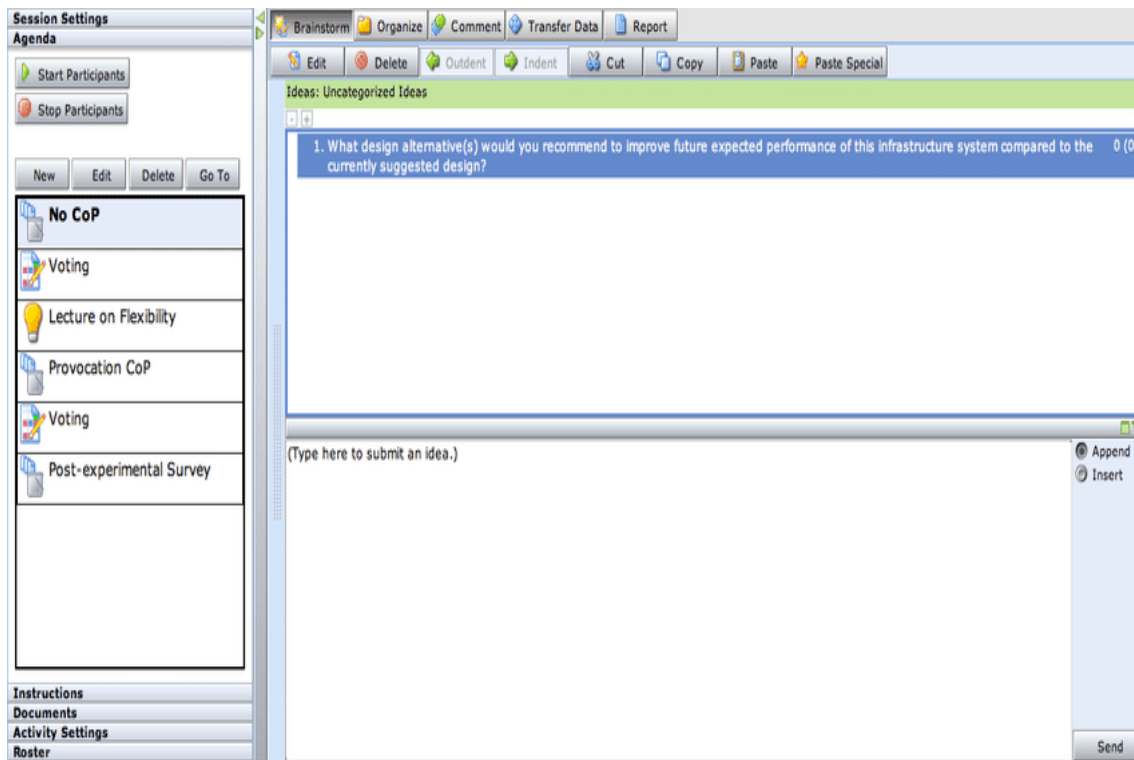 Session Settings
Agenda
Start Participants
Stop Participants
New Edit Delete Go To
No CoP
Voting
Lecture on Flexibility
Provocation CoP
Voting
Post-experimental Survey
Instructions
Documents
Activity Settings
Roster
Brainstorm Organize Comment Transfer Data Report
Edit Delete Outdent Indent Cut Copy Paste Paste Special
Ideas: Uncategorized Ideas
- +
1. What design alternative(s) would you recommend to improve future expected performance of this infrastructure system compared to the 0 (0
currently suggested design?
(Type here to submit an idea.)
Append
Insert
Send